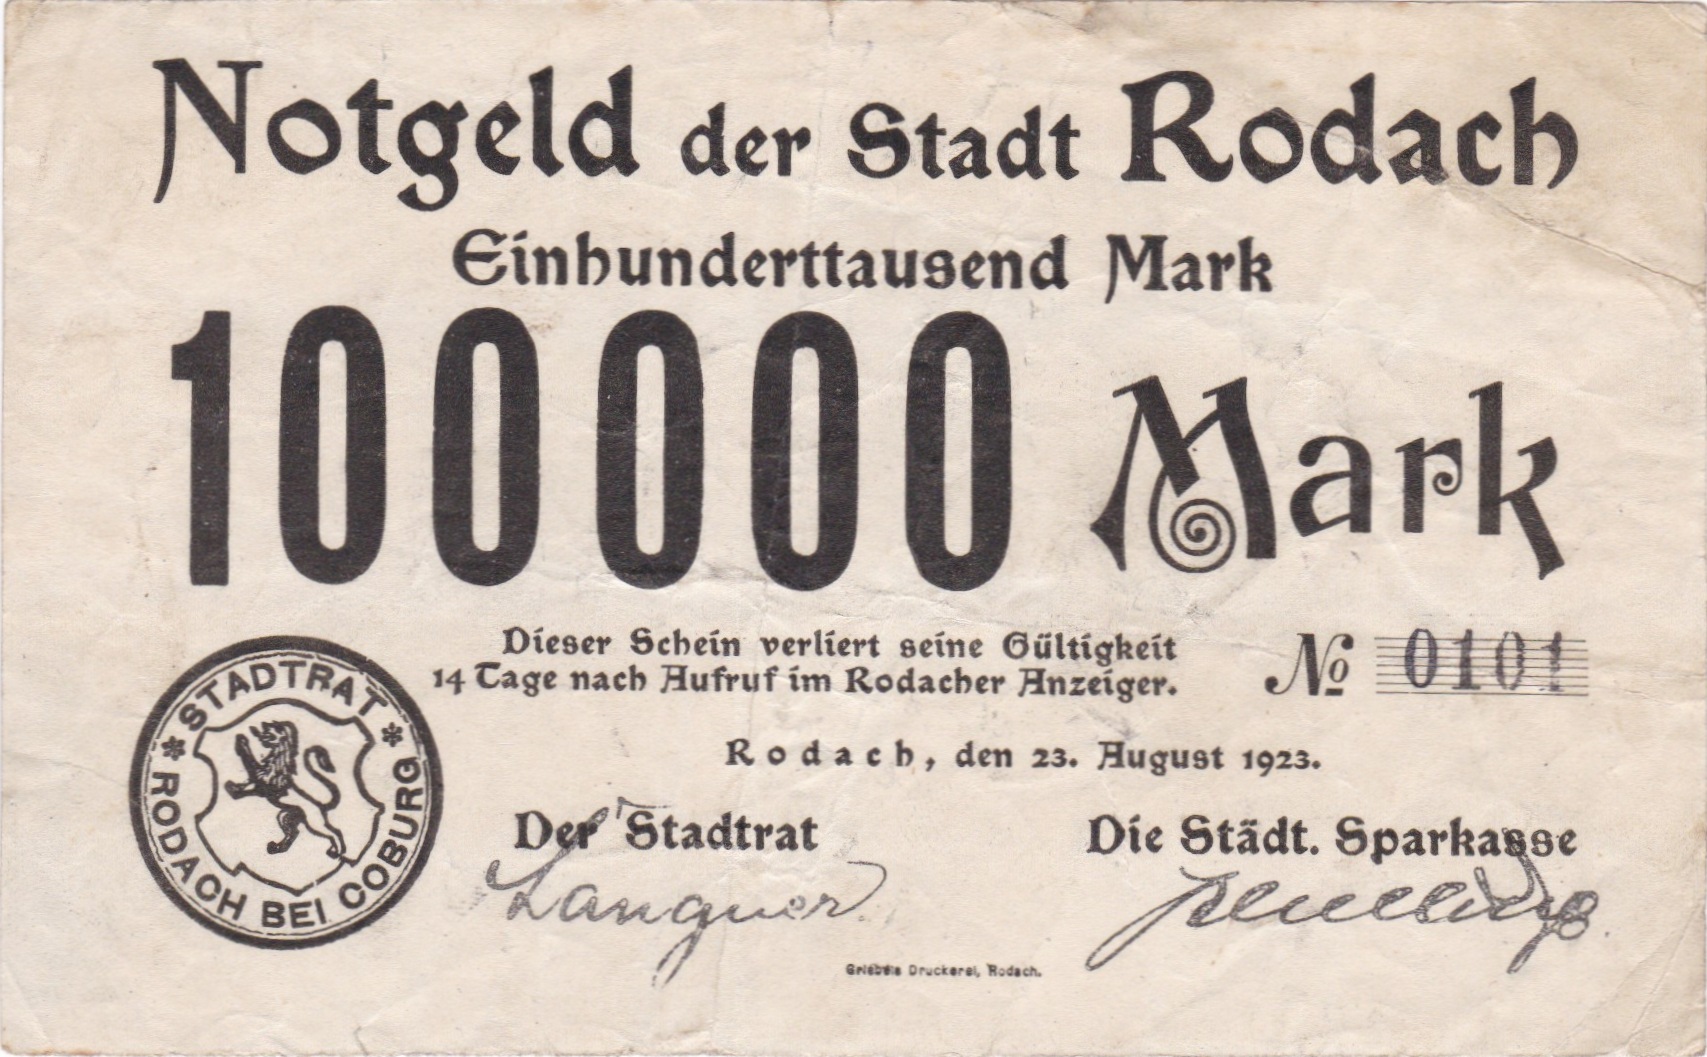 Notgeld der Stadt Rodach
Einhunderttausend Mark
100000 Mark
Dieser Schein verliert seine Gültigkeit
14 Tage nach Aufruf im Rodacher Anzeiger.
№ 0101
Rodach, den 23. August 1923.
STADTRAT
* RODACH BEI COBURG *
Der Stadtrat
Die Städt. Sparkasse
Langner
Griebels Druckerei, Rodach.